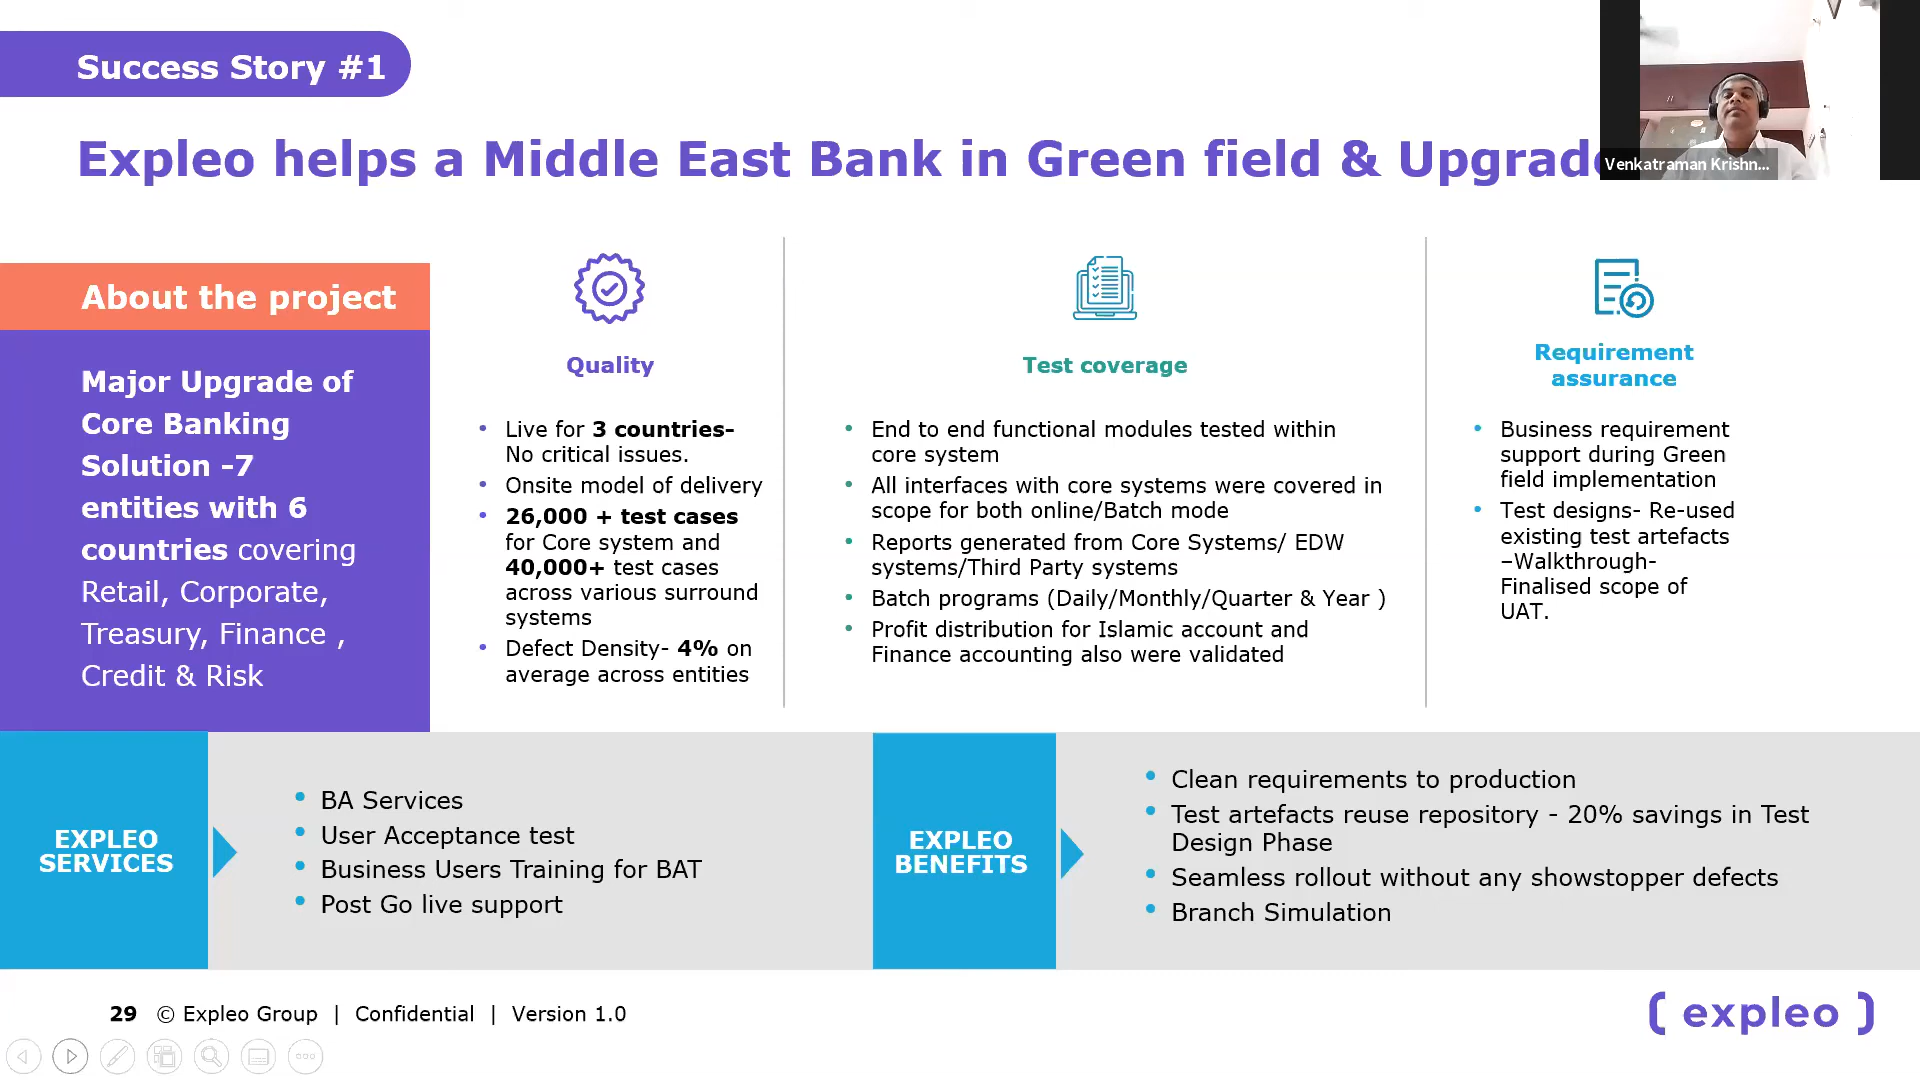 Success Story #1
Expleo helps a Middle East Bank in Green field & Upgrade
Venkatraman Krishn...
About the project
Major Upgrade of
Core Banking
Solution -7
entities with 6
countries covering
Retail, Corporate,
Treasury, Finance ,
Credit & Risk
Quality
• Live for 3 countries–
No critical issues.
• Onsite model of delivery
• 26,000 + test cases
for Core system and
40,000+ test cases
across various surround
systems
• Defect Density- 4% on
average across entities
Test coverage
• End to end functional modules tested within
core system
• All interfaces with core systems were covered in
scope for both online/Batch mode
• Reports generated from Core Systems/ EDW
systems/Third Party systems
• Batch programs (Daily/Monthly/Quarter & Year )
• Profit distribution for Islamic account and
Finance accounting also were validated
Requirement
assurance
• Business requirement
support during Green
field implementation
• Test designs- Re-used
existing test artefacts
–Walkthrough-
Finalised scope of
UAT.
EXPLEO
SERVICES
• BA Services
• User Acceptance test
• Business Users Training for BAT
• Post Go live support
EXPLEO
BENEFITS
• Clean requirements to production
• Test artefacts reuse repository - 20% savings in Test
Design Phase
• Seamless rollout without any showstopper defects
• Branch Simulation
29 © Expleo Group | Confidential | Version 1.0
( expleo )